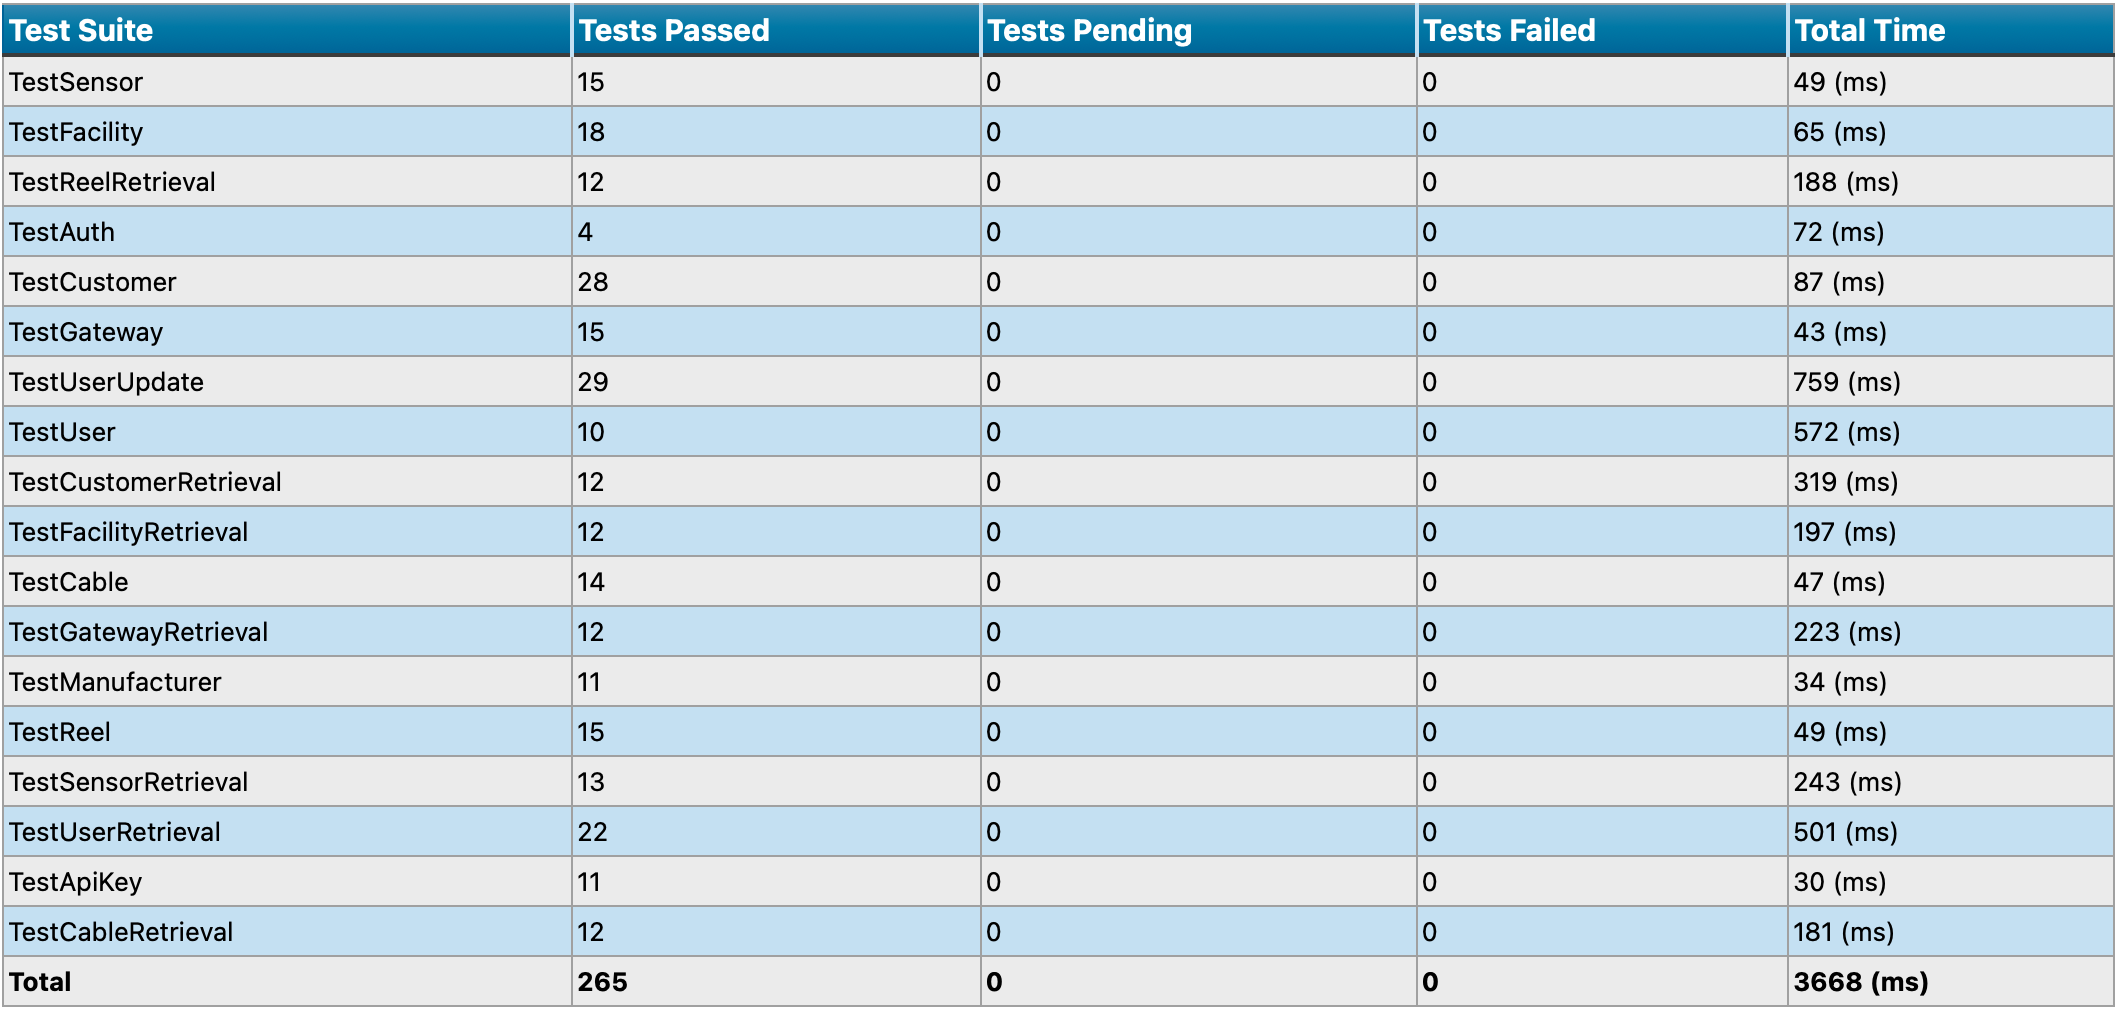 Test Suite Tests Passed Tests Pending Tests Failed Total Time
TestSensor 15 0 0 49 (ms)
TestFacility 18 0 0 65 (ms)
TestReelRetrieval 12 0 0 188 (ms)
TestAuth 4 0 0 72 (ms)
TestCustomer 28 0 0 87 (ms)
TestGateway 15 0 0 43 (ms)
TestUserUpdate 29 0 0 759 (ms)
TestUser 10 0 0 572 (ms)
TestCustomerRetrieval 12 0 0 319 (ms)
TestFacilityRetrieval 12 0 0 197 (ms)
TestCable 14 0 0 47 (ms)
TestGatewayRetrieval 12 0 0 223 (ms)
TestManufacturer 11 0 0 34 (ms)
TestReel 15 0 0 49 (ms)
TestSensorRetrieval 13 0 0 243 (ms)
TestUserRetrieval 22 0 0 501 (ms)
TestApiKey 11 0 0 30 (ms)
TestCableRetrieval 12 0 0 181 (ms)
Total 265 0 0 3668 (ms)